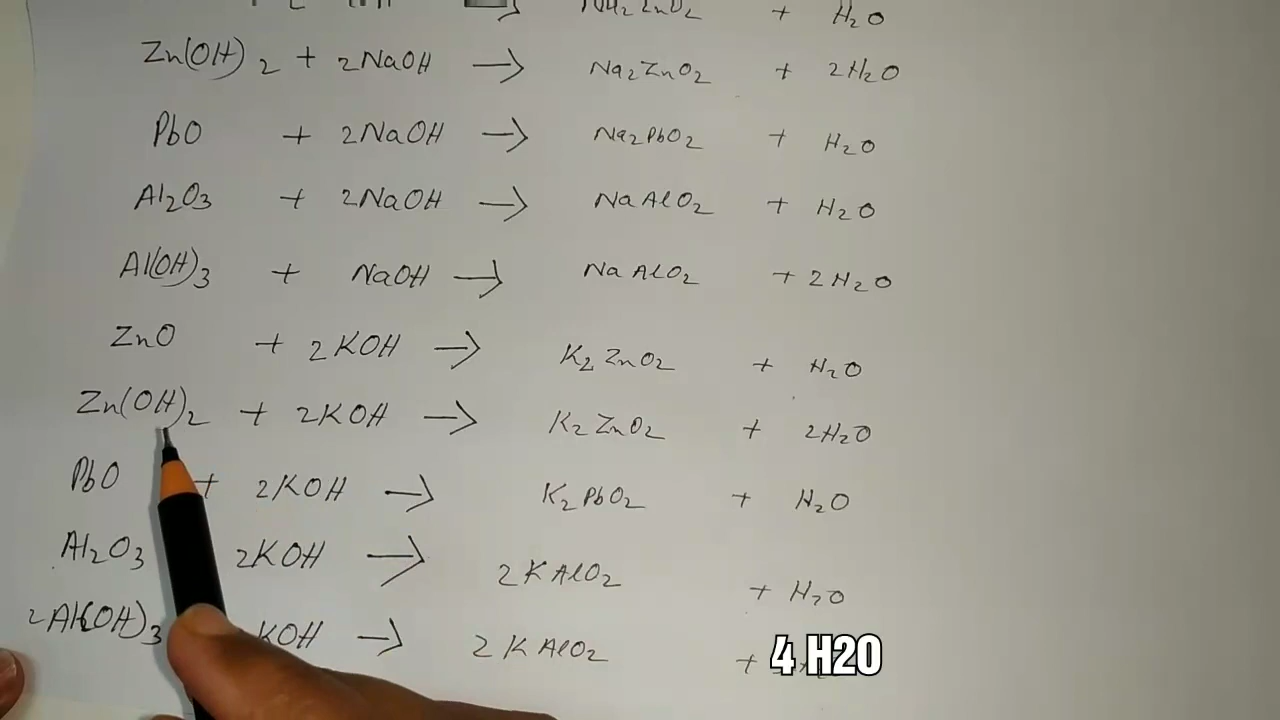 + H2O
Zn(OH)2 + 2NaOH → Na2ZnO2 + 2H2O
PbO + 2NaOH → Na2PbO2 + H2O
Al2O3 + 2NaOH → NaAlO2 + H2O
Al(OH)3 + NaOH → NaAlO2 + 2H2O
ZnO + 2KOH → K2ZnO2 + H2O
Zn(OH)2 + 2KOH → K2ZnO2 + 2H2O
PbO + 2KOH → K2PbO2 + H2O
Al2O3 2KOH → 2KAlO2 + H2O
2Al(OH)3 KOH → 2KAlO2 + 4 H2O